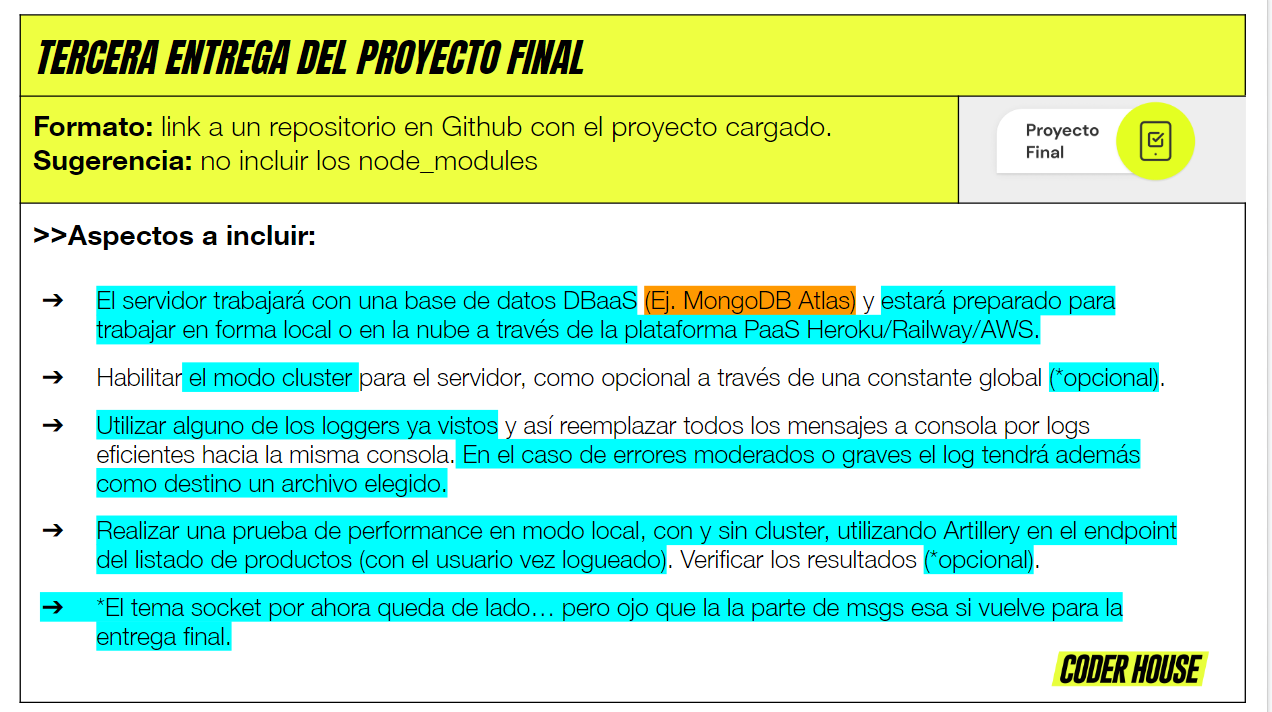 TERCERA ENTREGA DEL PROYECTO FINAL
Formato: link a un repositorio en Github con el proyecto cargado.
Sugerencia: no incluir los node_modules
Proyecto
Final
>>Aspectos a incluir:
➔ El servidor trabajará con una base de datos DBaaS (Ej. MongoDB Atlas) y estará preparado para
trabajar en forma local o en la nube a través de la plataforma PaaS Heroku/Railway/AWS.
➔ Habilitar el modo cluster para el servidor, como opcional a través de una constante global (*opcional).
➔ Utilizar alguno de los loggers ya vistos y así reemplazar todos los mensajes a consola por logs
eficientes hacia la misma consola. En el caso de errores moderados o graves el log tendrá además
como destino un archivo elegido.
➔ Realizar una prueba de performance en modo local, con y sin cluster, utilizando Artillery en el endpoint
del listado de productos (con el usuario vez logueado). Verificar los resultados (*opcional).
➔ *El tema socket por ahora queda de lado… pero ojo que la la parte de msgs esa si vuelve para la
entrega final.
CODER HOUSE